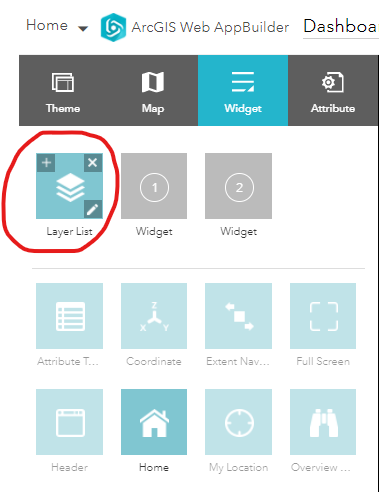 Home ArcGIS Web AppBuilder Dashboa
Theme Map Widget Attribute
1 2
Layer List Widget Widget
Z
X Y
Attribute T... Coordinate Extent Nav... Full Screen
Header Home My Location Overview ...